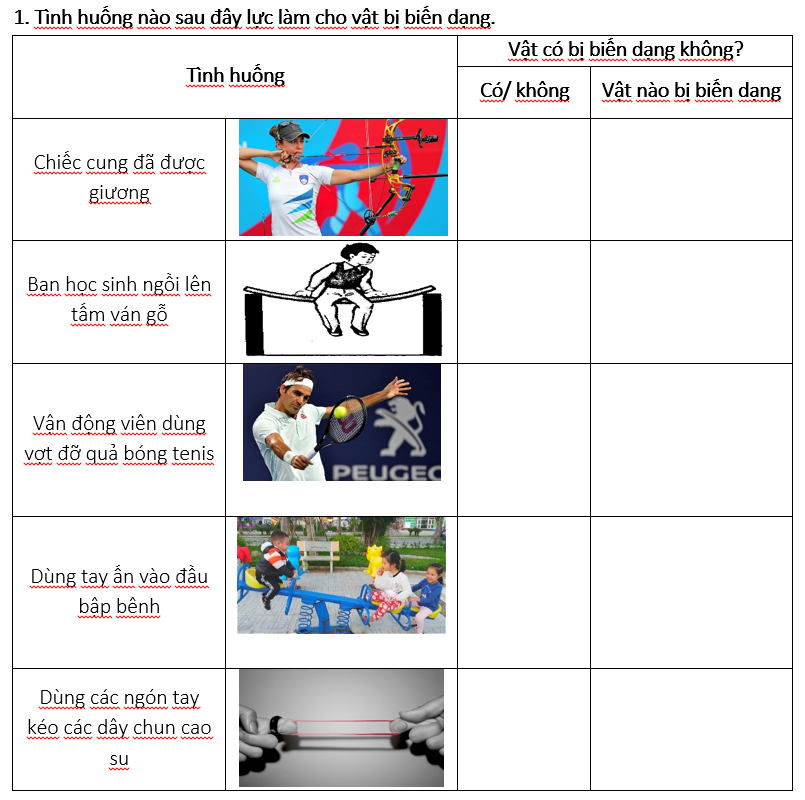 1. Tình huống nào sau đây lực làm cho vật bị biến dạng.
Tình huống
Vật có bị biến dạng không?
Có/ không
Vật nào bị biến dạng
Chiếc cung đã được
giương
Bạn học sinh ngồi lên
tấm ván gỗ
Vận động viên dùng
vợt đỡ quả bóng tenis
PEUGEO
Dùng tay ấn vào đầu
bập bênh
Dùng các ngón tay
kéo các dây chun cao
su